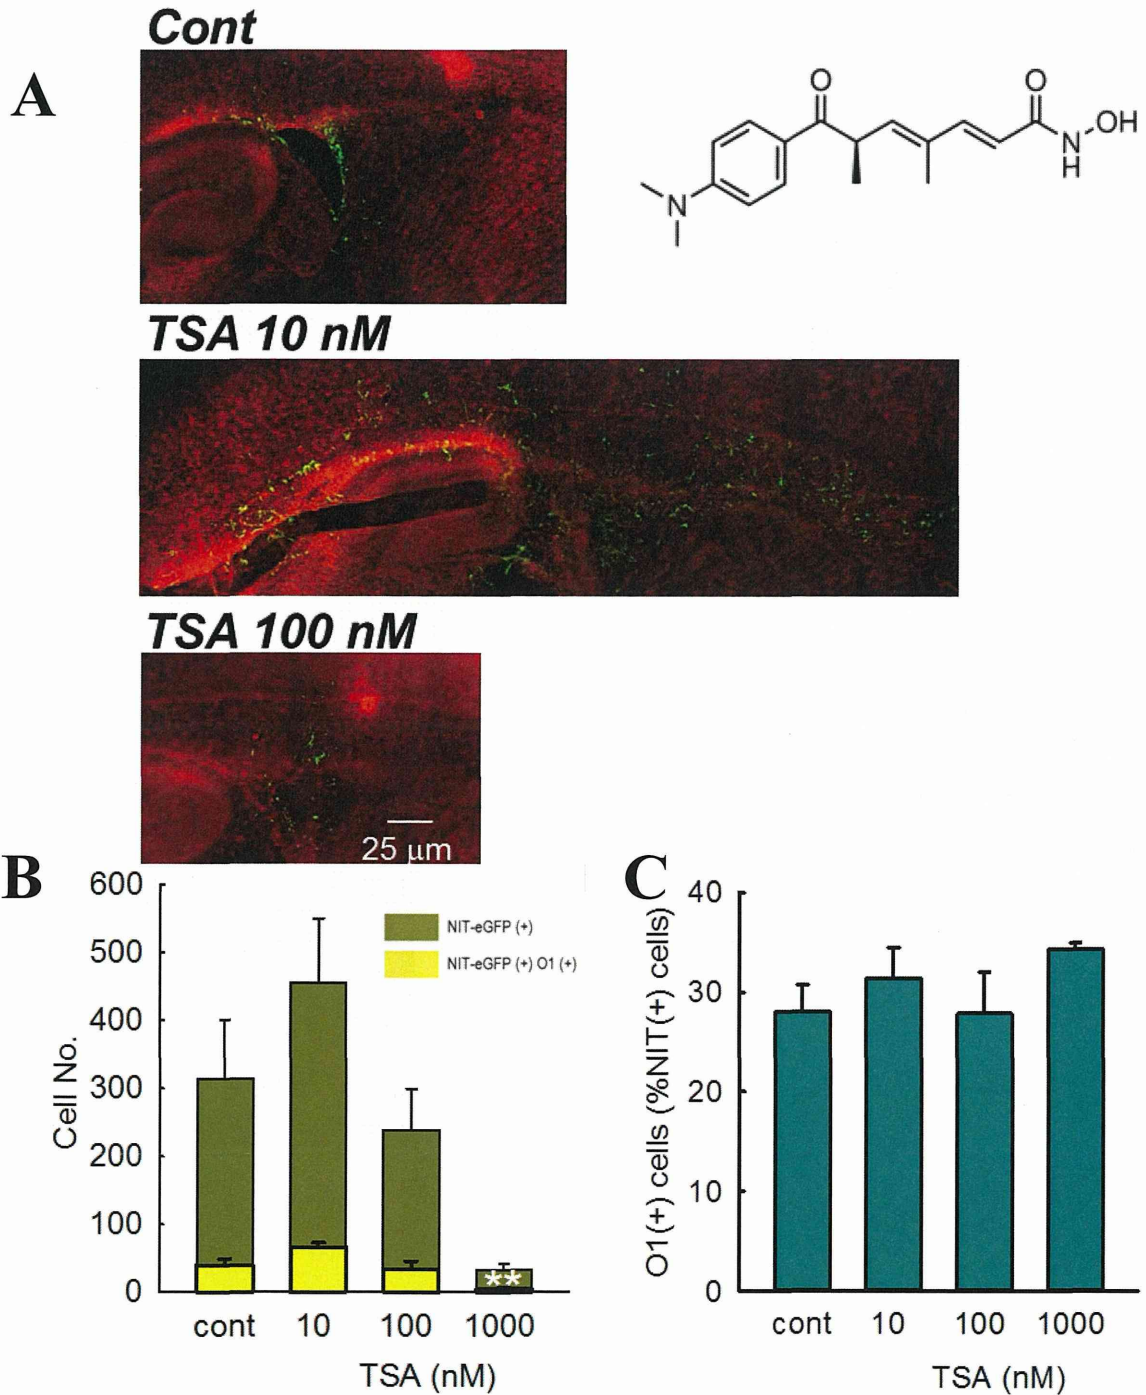 Cont
A
O
O
OH
N
H
N
TSA 10 nM
TSA 100 nM
25 μm
B
600
500
400
300
200
100
0
Cell No.
NIT-eGFP (+)
NIT-eGFP (+) O1 (+)
**
cont 10 100 1000
TSA (nM)
C
40
30
20
10
0
O1(+) cells (%NIT(+) cells)
cont 10 100 1000
TSA (nM)